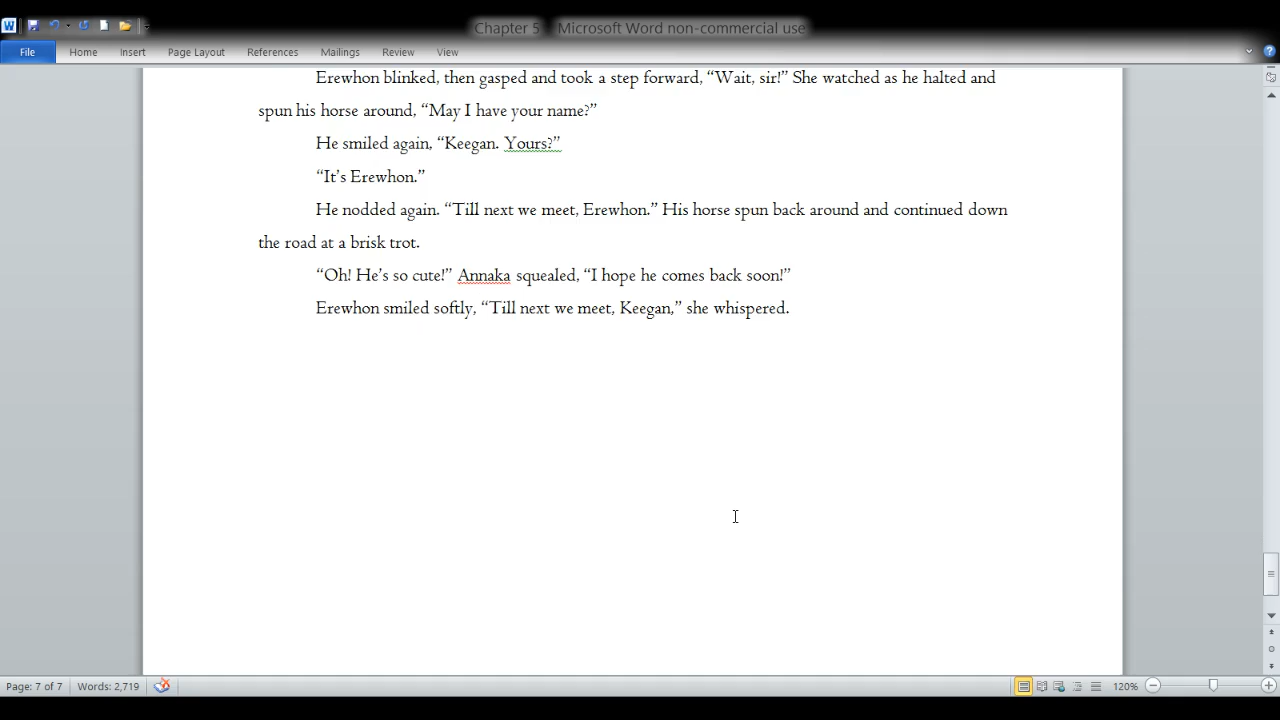 Chapter 5 - Microsoft Word non-commercial use
File Home Insert Page Layout References Mailings Review View
Erewhon blinked, then gasped and took a step forward, “Wait, sir!” She watched as he halted and
spun his horse around, “May I have your name?”
He smiled again, “Keegan. Yours?”
“It’s Erewhon.”
He nodded again. “Till next we meet, Erewhon.” His horse spun back around and continued down
the road at a brisk trot.
“Oh! He’s so cute!” Annaka squealed, “I hope he comes back soon!”
Erewhon smiled softly, “Till next we meet, Keegan,” she whispered.
Page: 7 of 7 Words: 2,719 120%